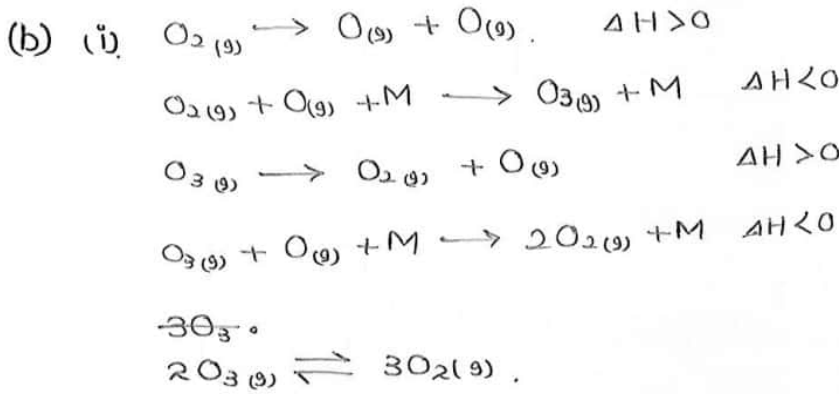 (b) (i). O₂ (g) → O(g) + O(g) . ΔH>0
O₂(g) + O(g) + M → O₃(g) + M ΔH<0
O₃ (g) → O₂ (g) + O (g) ΔH >0
O₃ (g) + O(g) + M → 2O₂(g) + M ΔH<0
3O₃ .
2O₃ (g) ⇌ 3O₂(g) .